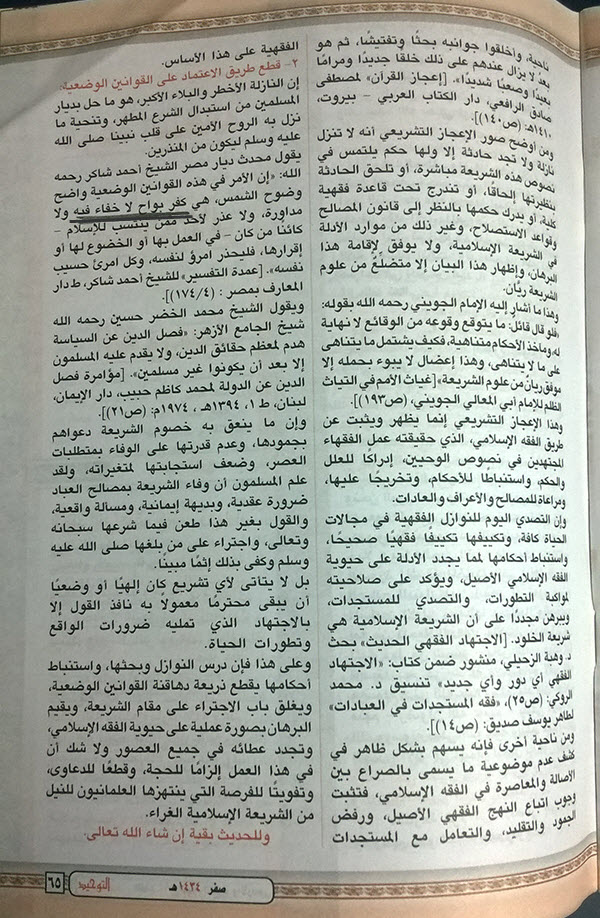 ناحية، وأخلقوا جوانبه بحثًا وتفتيشًا، ثم هو
بعد لا يزال عندهم على ذلك خلقًا جديدًا ومرامًا
بعيدًا وصعبًا شديدًا». [إعجاز القرآن» لمصطفى
صادق الرافعي، دار الكتاب العربي – بيروت،
١٤١٠هـ: (ص١٤٠)].
ومن أوضح صور الإعجاز التشريعي أنه لا تنزل
نازلة ولا تجد حادثة إلا ولها حكم يلتمس في
نصوص هذه الشريعة مباشرة، أو تلحق الحادثة
بنظيرتها إلحاقًا، أو تندرج تحت قاعدة فقهية
كلية، أو يدرك حكمها بالنظر إلى قانون المصالح
وقواعد الاستصلاح، وغير ذلك من موارد الأدلة
في الشريعة الإسلامية، ولا يوفق لإقامة هذا
البرهان، وإظهار هذا البيان إلا متضلعٌ من علوم
الشريعة ريَّان.
وهذا ما أشار إليه الإمام الجويني رحمه الله بقوله:
«فلو قال قائل: ما يتوقع وقوعه من الوقائع لا نهاية
له، ومآخذ الأحكام متناهية، فكيف يشتمل ما يتناهى
على ما لا يتناهى، وهذا إعضال لا يبوء بحمله إلا
موفق ريان من علوم الشريعة» [غياث الأمم في التياث
الظلم للإمام أبي المعالي الجويني، (ص١٩٣)].
وهذا الإعجاز التشريعي إنما يظهر ويثبت عن
طريق الفقه الإسلامي، الذي حقيقته عمل الفقهاء
المجتهدين في نصوص الوحيين، إدراكًا للعلل
والحكم، واستنباطًا للأحكام، وتخريجًا عليها،
ومراعاة للمصالح والأعراف والعادات.
وإن التصدي اليوم للنوازل الفقهية في مجالات
الحياة كافة، وتكييفها تكييفًا فقهيًا صحيحًا،
واستنباط أحكامها لمما يجدد الأدلة على حيوية
الفقه الإسلامي الأصيل، ويؤكد على صلاحيته
لمواكبة التطورات، والتصدي للمستجدات،
ويبرهن مجددًا على أن الشريعة الإسلامية هي
شريعة الخلود. [الاجتهاد الفقهي الحديث، بحث
د. وهبة الزحيلي، منشور ضمن كتاب: «الاجتهاد
الفقهي أي دور وأي جديد» تنسيق د. محمد
الروكي: (ص٢٥)، «فقه المستجدات في العبادات»
لطاهر يوسف صديق: (ص١٤)].
ومن ناحية أخرى فإنه يسهم بشكل ظاهر في
كشف عدم موضوعية ما يسمى بالصراع بين
الأصالة والمعاصرة في الفقه الإسلامي، فتثبت
وجوب اتباع النهج الفقهي الأصيل، ورفض
الجمود والتقليد، والتعامل مع المستجدات
الفقهية على هذا الأساس.
٢- قطع طريق الاعتماد على القوانين الوضعية:
إن النازلة الأخطر والبلاء الأكبر، هو ما حل بديار
المسلمين من استبدال الشرع المطهر، وتنحية ما
نزل به الروح الأمين على قلب نبينا صلى الله
عليه وسلم ليكون من المنذرين.
يقول محدث ديار مصر الشيخ أحمد شاكر رحمه
الله: «إن الأمر في هذه القوانين الوضعية واضح
وضوح الشمس، هي كفر بواح لا خفاء فيه ولا
مداورة، ولا عذر لأحد ممن ينتسب للإسلام –
كائنًا من كان – في العمل بها أو الخضوع لها أو
إقرارها، فليحذر امرؤ لنفسه، وكل امرئ حسيب
نفسه». [عمدة التفسير» للشيخ أحمد شاكر، ط دار
المعارف بمصر : (١٧٤/٤)].
ويقول الشيخ محمد الخضر حسين رحمه الله
شيخ الجامع الأزهر: «فصل الدين عن السياسة
هدم لمعظم حقائق الدين، ولا يقدم عليه المسلمون
إلا بعد أن يكونوا غير مسلمين». [مؤامرة فصل
الدين عن الدولة لمحمد كاظم حبيب، دار الإيمان،
لبنان، ط ١، ١٣٩٤هـ ، ١٩٧٤م: (ص٢١)].
وإن ما ينعق به خصوم الشريعة دعواهم
بجمودها، وعدم قدرتها على الوفاء بمتطلبات
العصر، وضعف استجابتها لمتغيراته، ولقد
علم المسلمون أن وفاء الشريعة بمصالح العباد
ضرورة عقدية، وبديهة إيمانية، ومسالة واقعية،
والقول بغير هذا طعن فيما شرعها سبحانه
وتعالى، واجتراء على من بلغها صلى الله عليه
وسلم وكفى بذلك إثمًا مبينًا.
بل لا يتأتى لأي تشريع كان إلهيًا أو وضعيًا
أن يبقى محترمًا معمولاً به نافذ القول إلا
بالاجتهاد الذي تمليه ضرورات الواقع
وتطورات الحياة.
وعلى هذا فإن درس النوازل وبحثها، واستنباط
أحكامها يقطع ذريعة دهاقنة القوانين الوضعية،
ويغلق باب الاجتراء على مقام الشريعة، ويقيم
البرهان بصورة عملية على حيوية الفقه الإسلامي،
وتجدد عطائه في جميع العصور ولا شك أن
في هذا العمل إلزامًا للحجة، وقطعًا للدعاوى،
وتفويتًا للفرصة التي ينتهزها العلمانيون للنيل
من الشريعة الإسلامية الغراء.
وللحديث بقية إن شاء الله تعالى.
صفر ١٤٣٤ هـ
التوحيد
٦٥